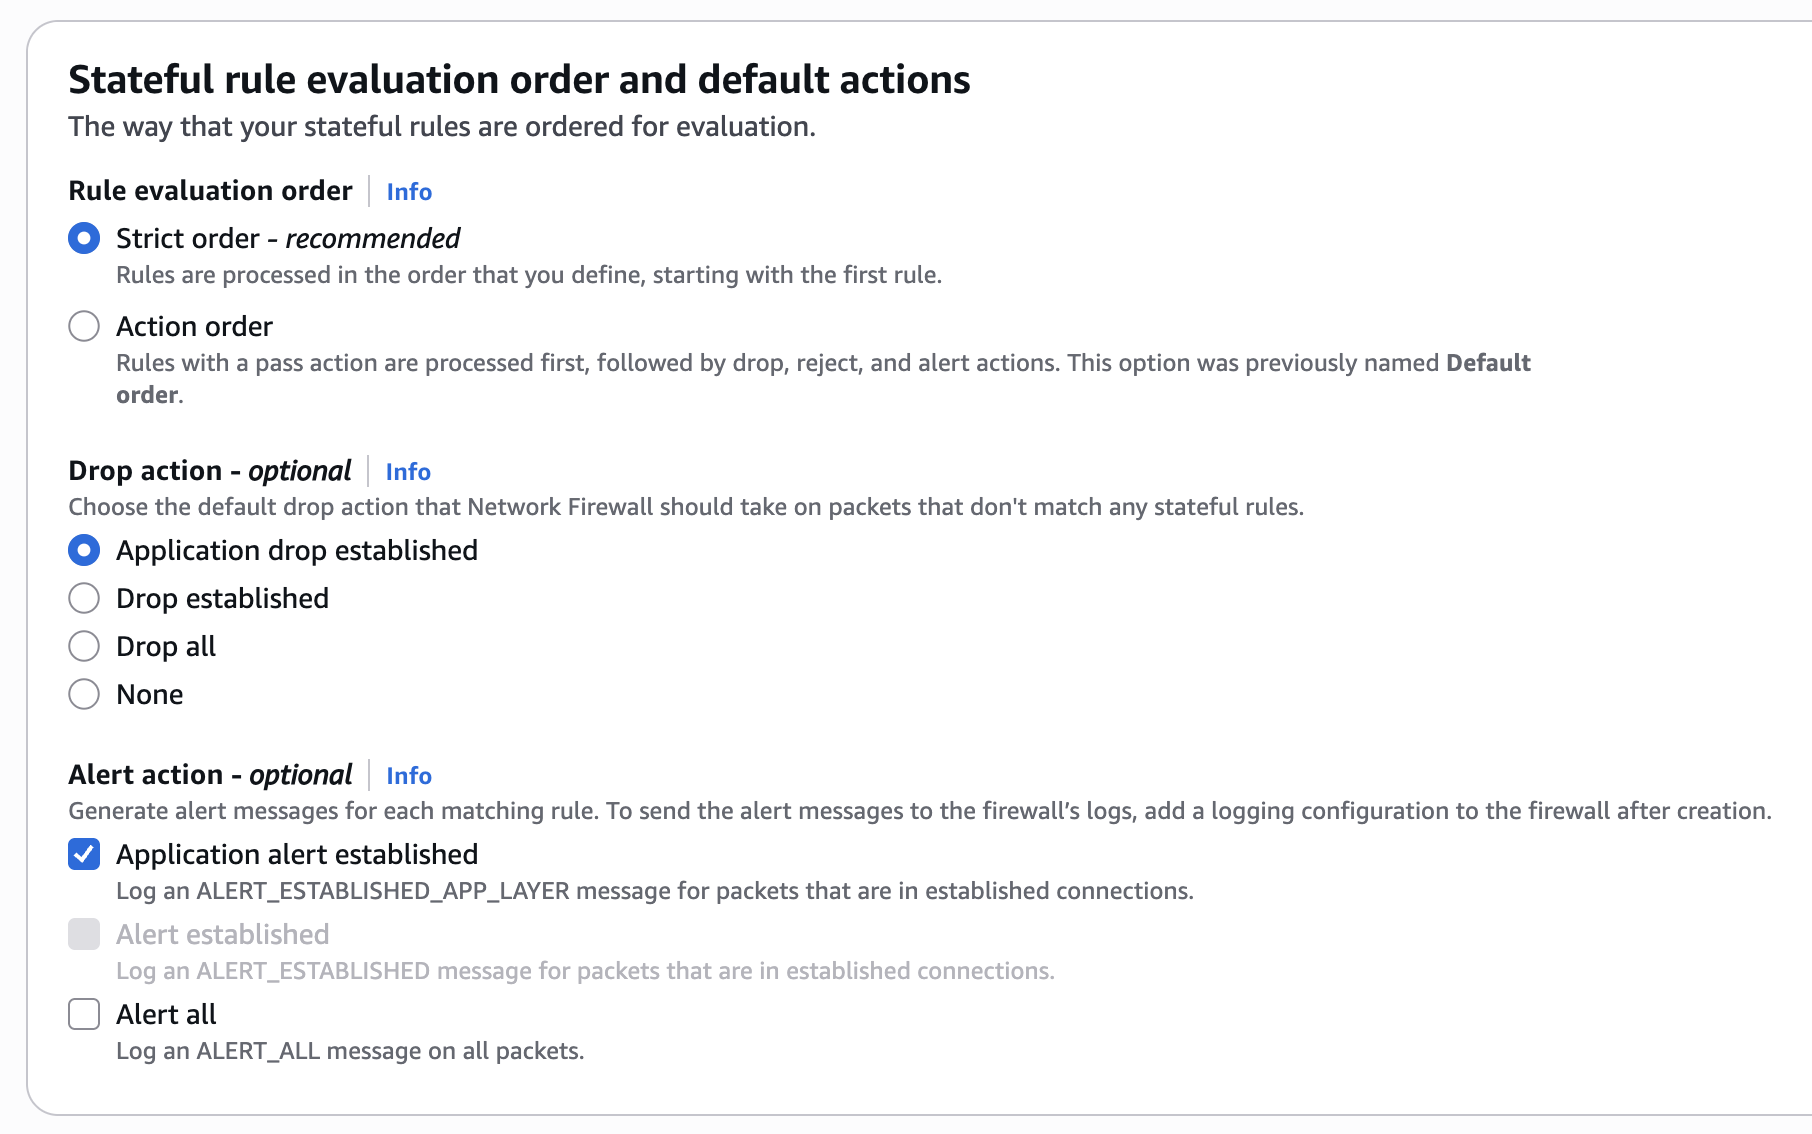 Stateful rule evaluation order and default actions
The way that your stateful rules are ordered for evaluation.
Rule evaluation order Info
Strict order - recommended
Rules are processed in the order that you define, starting with the first rule.
Action order
Rules with a pass action are processed first, followed by drop, reject, and alert actions. This option was previously named Default
order.
Drop action - optional Info
Choose the default drop action that Network Firewall should take on packets that don't match any stateful rules.
Application drop established
Drop established
Drop all
None
Alert action - optional Info
Generate alert messages for each matching rule. To send the alert messages to the firewall’s logs, add a logging configuration to the firewall after creation.
Application alert established
Log an ALERT_ESTABLISHED_APP_LAYER message for packets that are in established connections.
Alert established
Log an ALERT_ESTABLISHED message for packets that are in established connections.
Alert all
Log an ALERT_ALL message on all packets.